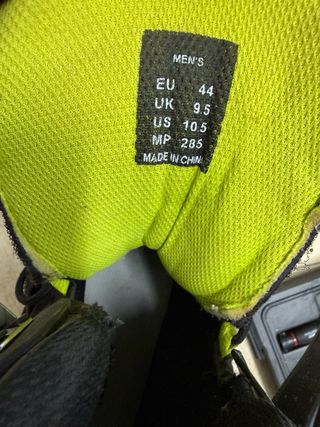 MEN'S
EU 44
UK 9.5
US 10.5
MP 285
MADE IN CHINA